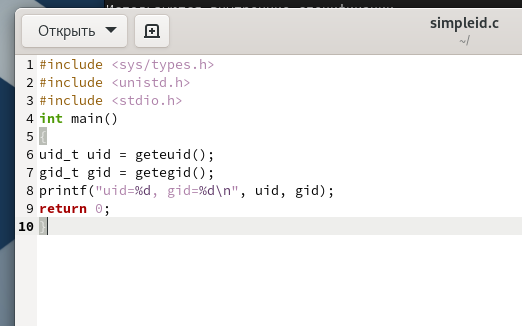 Открыть
simpleid.c
~/
1 #include <sys/types.h>
2 #include <unistd.h>
3 #include <stdio.h>
4 int main()
5 {
6 uid_t uid = geteuid();
7 gid_t gid = getegid();
8 printf("uid=%d, gid=%d\n", uid, gid);
9 return 0;
10 }